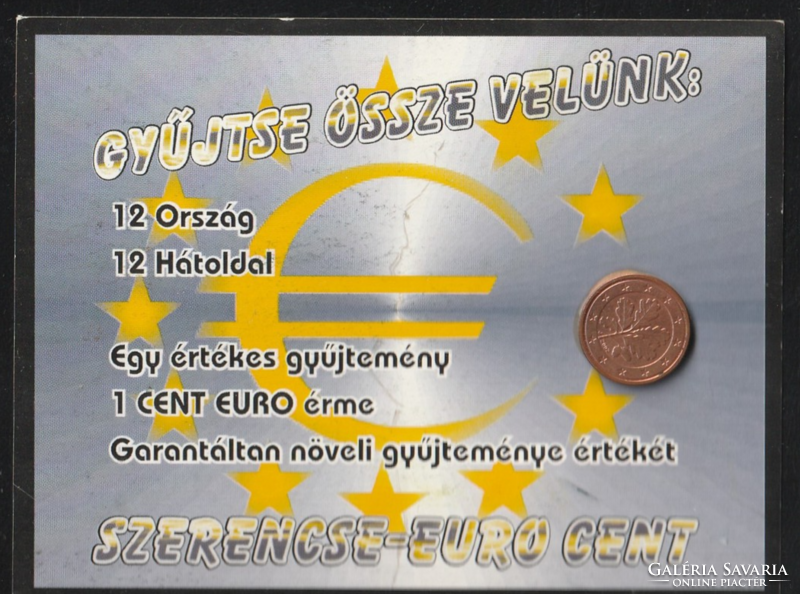 GYŰJTSE ÖSSZE VELÜNK:
12 Ország
12 Hátoldal
Egy értékes gyűjtemény
1 CENT EURO érme
Garantáltan növeli gyűjteménye értékét
SZERENCSE-EURO CENT
GALÉRIA SAVARIA
ONLINE PIACTÉR